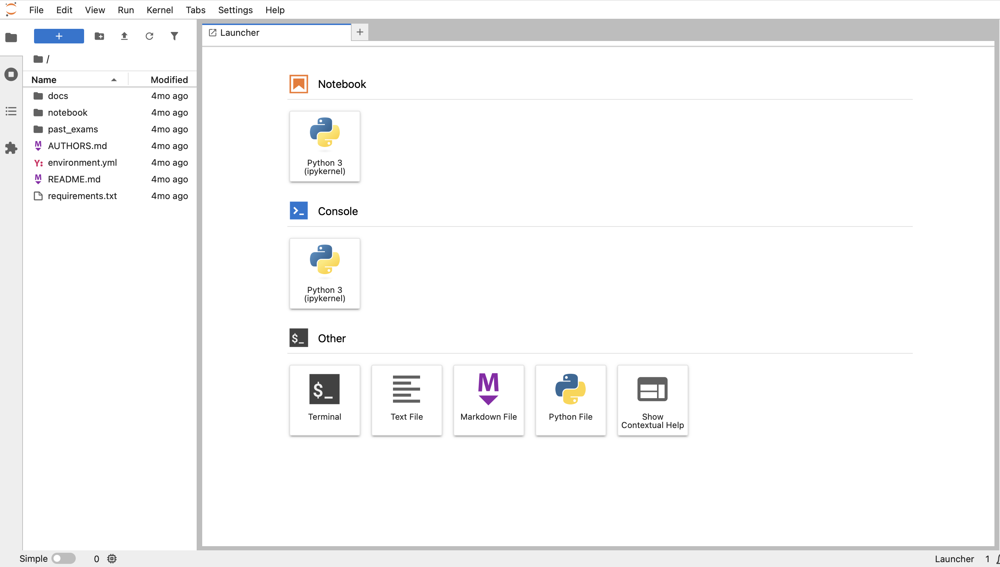 File Edit View Run Kernel Tabs Settings Help
+
Launcher
+
/
Name Modified
docs 4mo ago
notebook 4mo ago
past_exams 4mo ago
M AUTHORS.md 4mo ago
Y: environment.yml 4mo ago
M README.md 4mo ago
requirements.txt 4mo ago
Notebook
Python 3
(ipykernel)
>_ Console
Python 3
(ipykernel)
$_ Other
$_
Terminal
Text File
M
Markdown File
Python File
Show
Contextual Help
Simple 0
Launcher 1